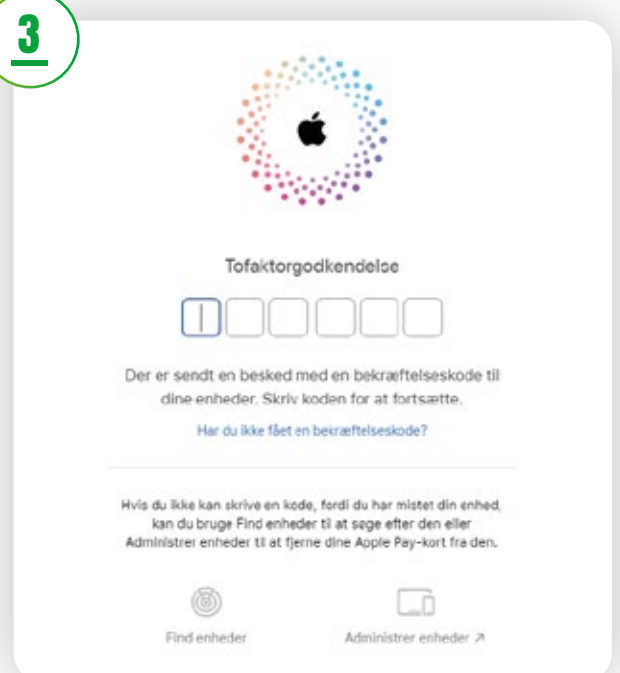 3
Tofaktorgodkendelse
Der er sendt en besked med en bekræftelseskode til
dine enheder. Skriv koden for at fortsætte.
Har du ikke fået en bekræftelseskode?
Hvis du ikke kan skrive en kode, fordi du har mistet din enhed,
kan du bruge Find enheder til at søge efter den eller
Administrer enheder til at fjerne dine Apple Pay-kort fra den.
Find enheder
Administrer enheder ↗